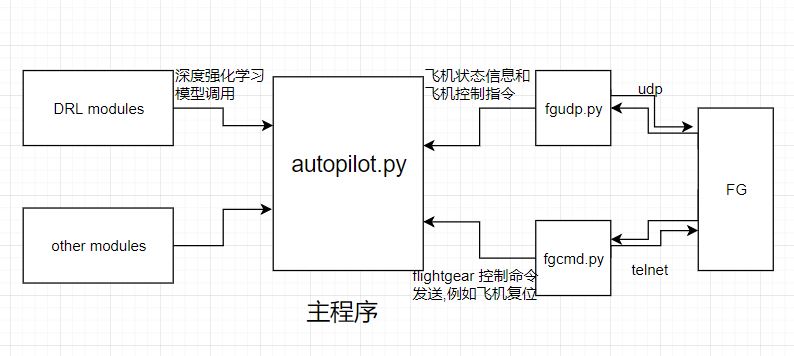 深度强化学习
模型调用
DRL modules
autopilot.py
飞机状态信息和
飞机控制指令
fgudp.py
udp
FG
other modules
fgcmd.py
telnet
flightgear 控制命令
发送,例如飞机复位
主程序